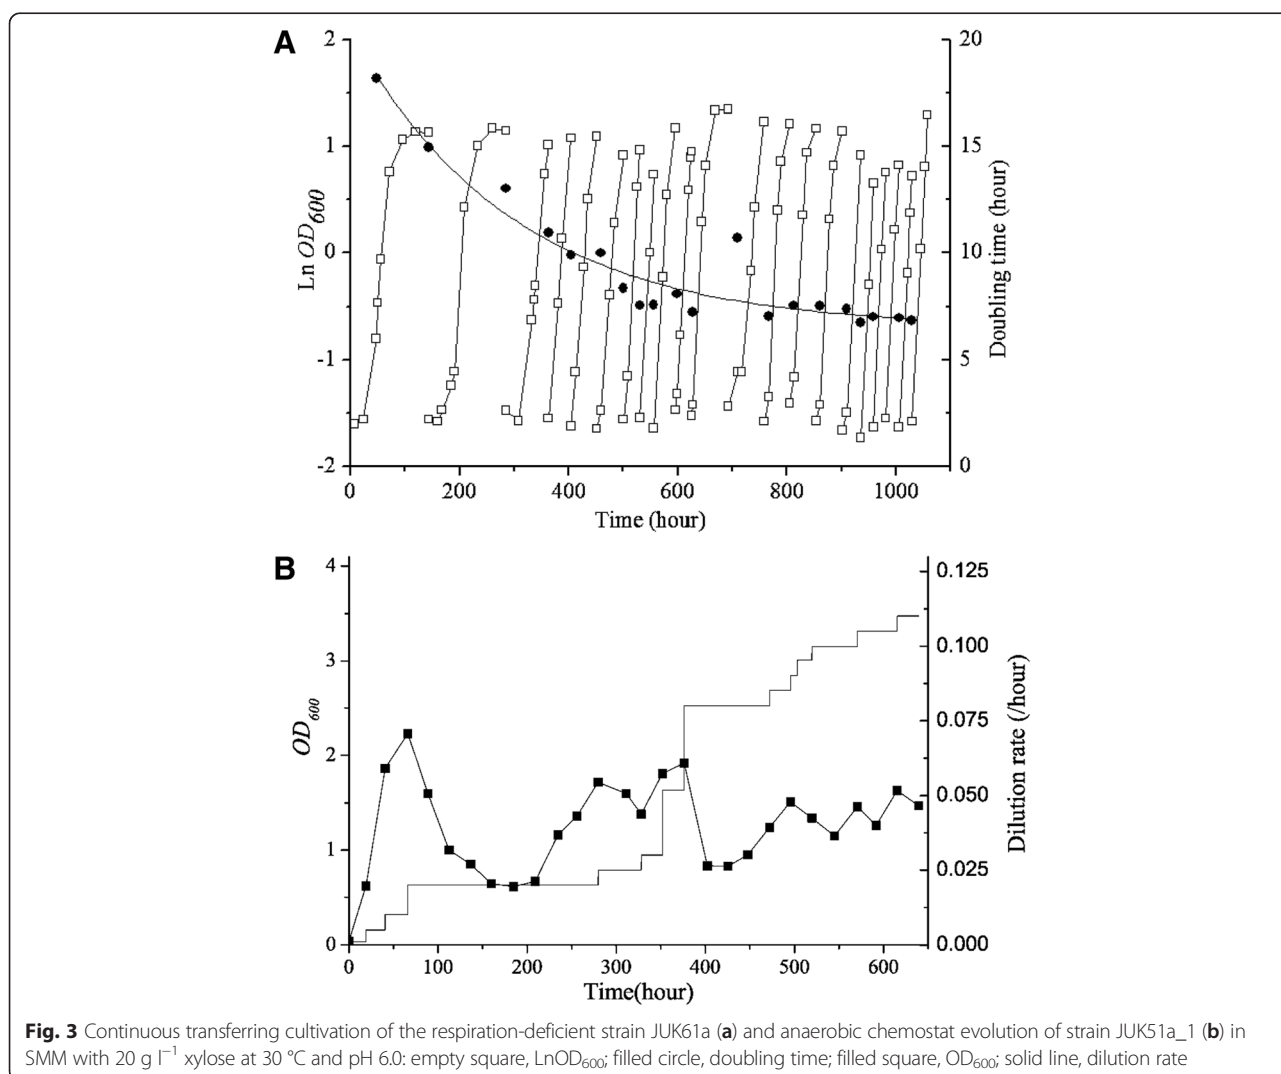 A
2
1
0
-1
-2
Ln OD600
20
15
10
5
0
Doubling time (hour)
0 200 400 600 800 1000
Time (hour)
B
4
3
2
1
0
OD600
0.125
0.100
0.075
0.050
0.025
0.000
Dilution rate (/hour)
0 100 200 300 400 500 600
Time(hour)
Fig. 3 Continuous transferring cultivation of the respiration-deficient strain JUK61a (a) and anaerobic chemostat evolution of strain JUK51a_1 (b) in
SMM with 20 g l⁻¹ xylose at 30 °C and pH 6.0: empty square, LnOD₆₀₀; filled circle, doubling time; filled square, OD₆₀₀; solid line, dilution rate